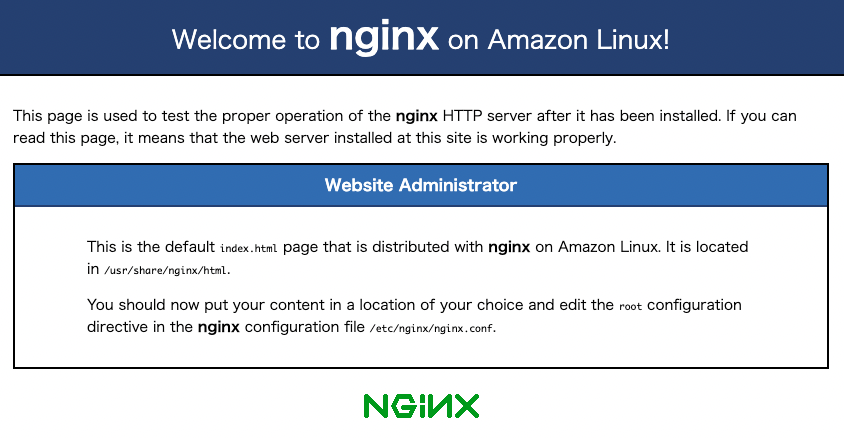 Welcome to nginx on Amazon Linux!
This page is used to test the proper operation of the nginx HTTP server after it has been installed. If you can
read this page, it means that the web server installed at this site is working properly.
Website Administrator
This is the default index.html page that is distributed with nginx on Amazon Linux. It is located
in /usr/share/nginx/html.
You should now put your content in a location of your choice and edit the root configuration
directive in the nginx configuration file /etc/nginx/nginx.conf.
NGiNX